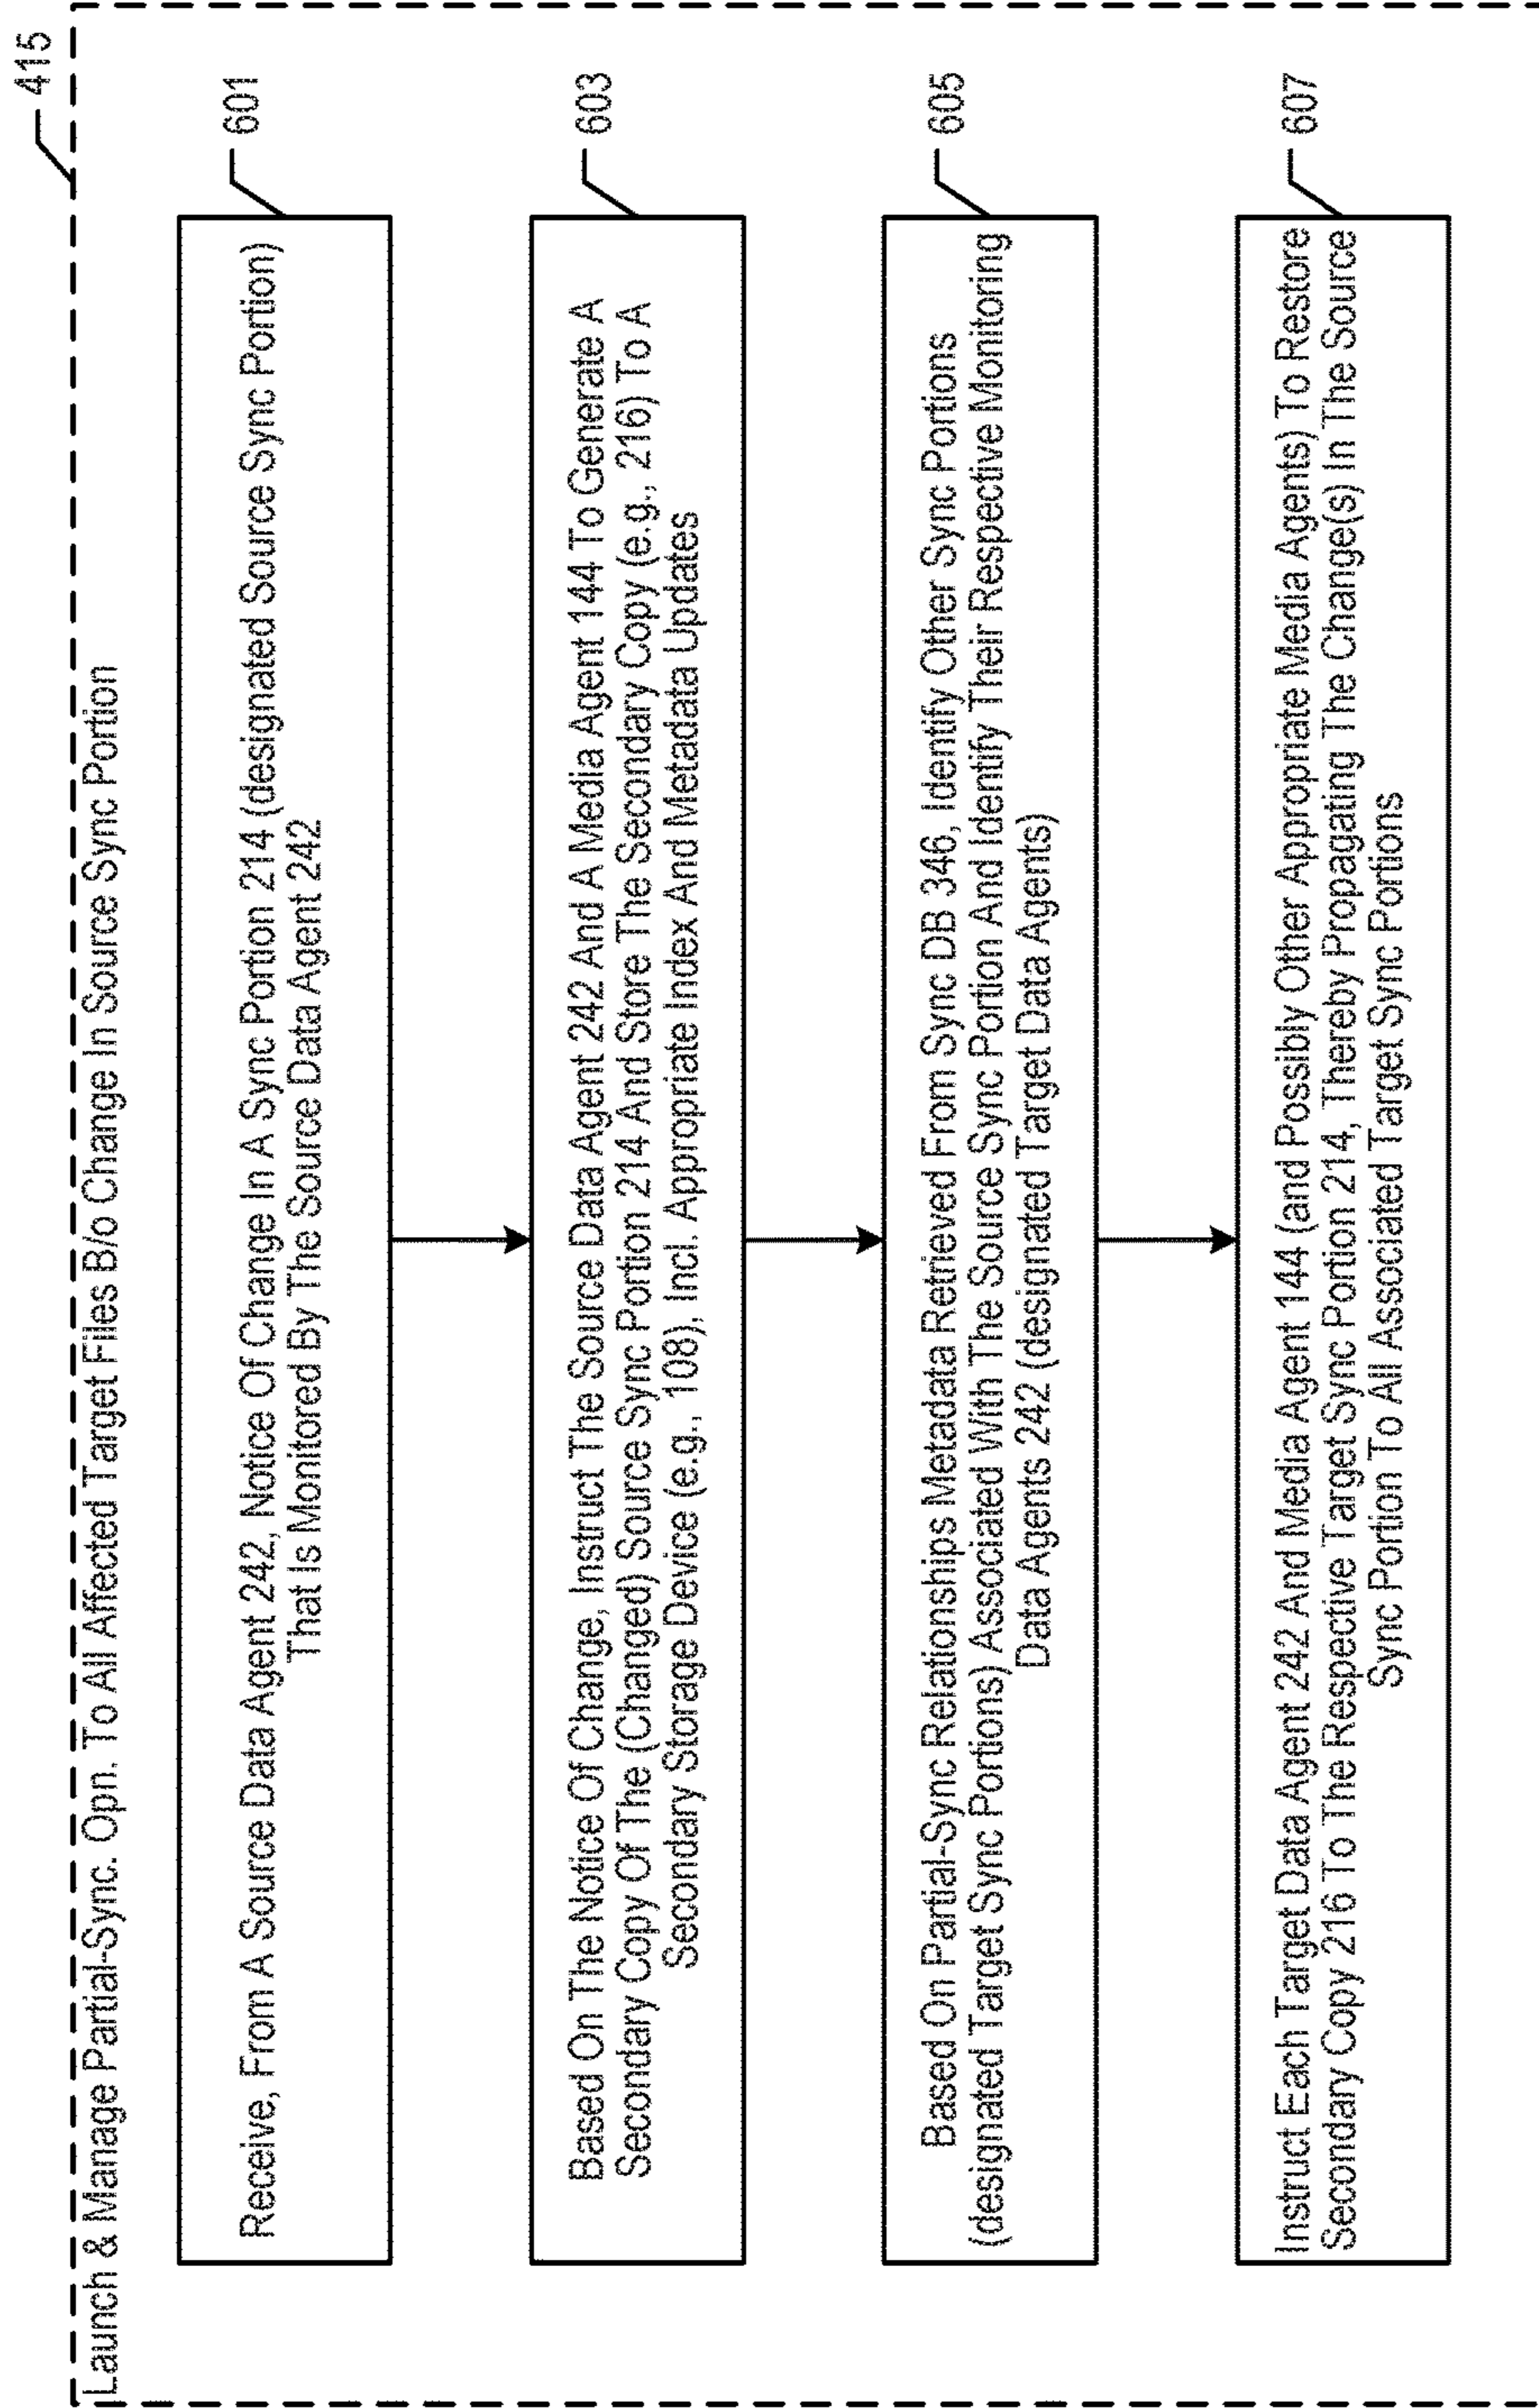 415
Launch & Manage Partial-Sync. Opn. To All Affected Target Files B/o Change In Source Sync Portion
601
Receive, From A Source Data Agent 242, Notice Of Change In A Sync Portion 214 (designated Source Sync Portion)
That Is Monitored By The Source Data Agent 242
603
Based On The Notice Of Change, Instruct The Source Data Agent 242 And A Media Agent 144 To Generate A
Secondary Copy Of The (Changed) Source Sync Portion 214 And Store The Secondary Copy (e.g., 216) To A
Secondary Storage Device (e.g., 108), Incl. Appropriate Index And Metadata Updates
605
Based On Partial-Sync Relationships Metadata Retrieved From Sync DB 346, Identify Other Sync Portions
(designated Target Sync Portions) Associated With The Source Sync Portion And Identify Their Respective Monitoring
Data Agents 242 (designated Target Data Agents)
607
Instruct Each Target Data Agent 242 And Media Agent 144 (and Possibly Other Appropriate Media Agents) To Restore
Secondary Copy 216 To The Respective Target Sync Portion 214, Thereby Propagating The Change(s) In The Source
Sync Portion To All Associated Target Sync Portions